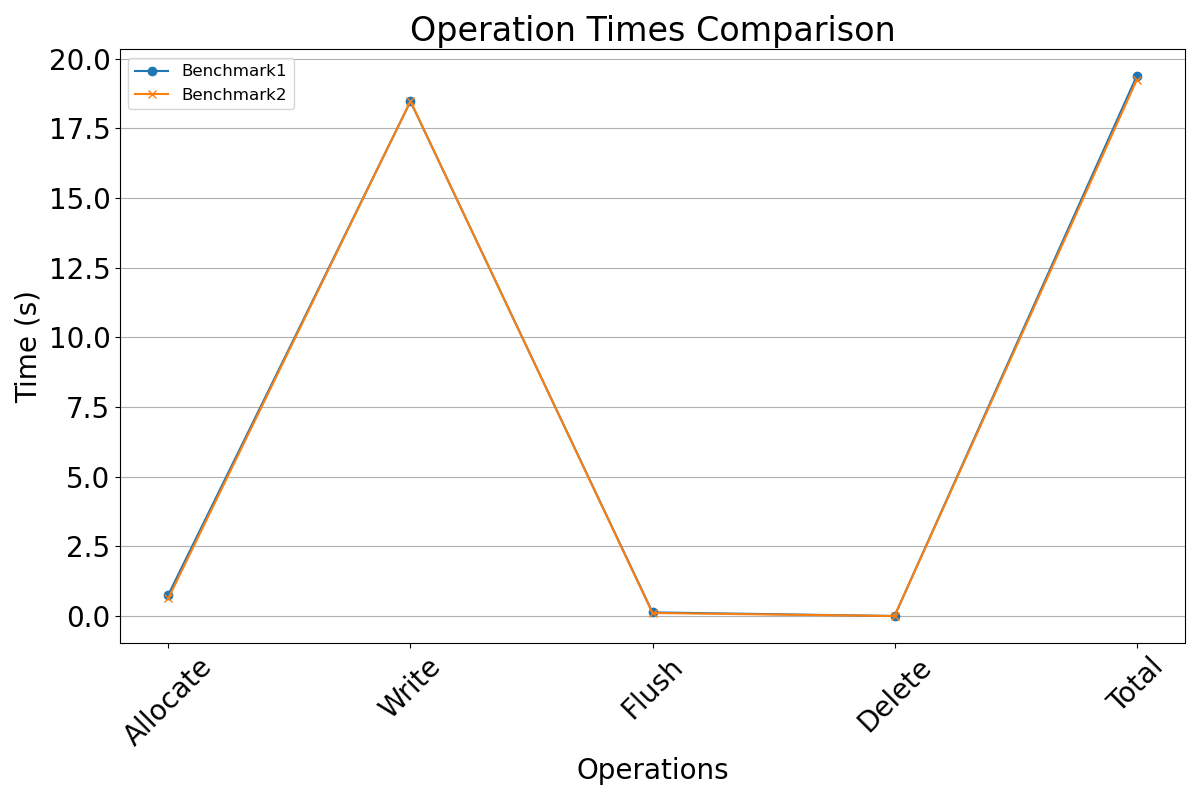 Operation Times Comparison
Benchmark1
Benchmark2
20.0
17.5
15.0
12.5
10.0
7.5
5.0
2.5
0.0
Time (s)
Allocate
Write
Flush
Delete
Total
Operations